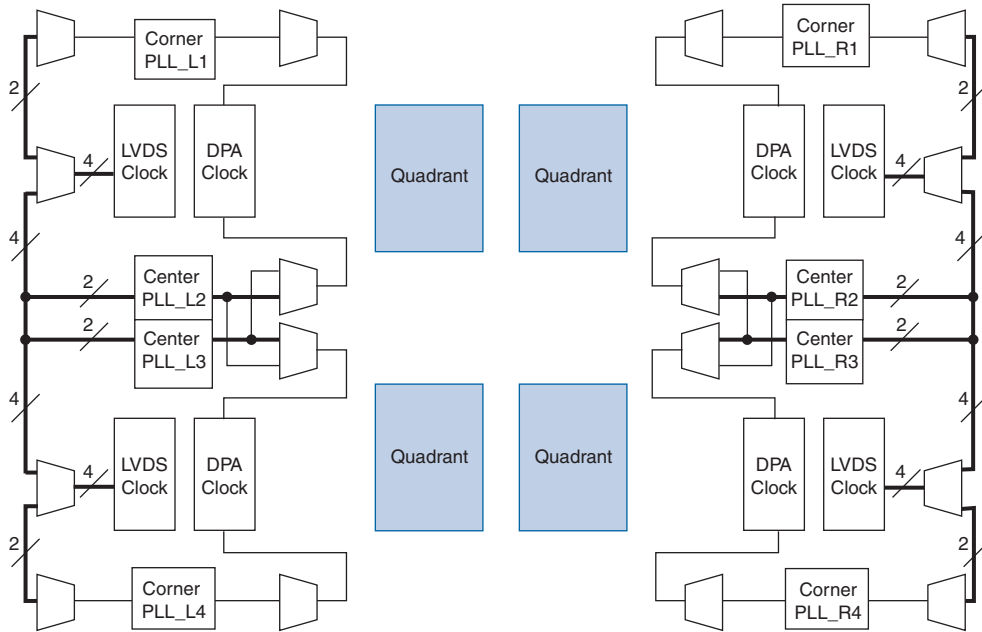 Corner
PLL_L1
Corner
PLL_R1
2
2
LVDS
Clock
DPA
Clock
Quadrant
Quadrant
DPA
Clock
LVDS
Clock
4
4
4
4
2
Center
PLL_L2
Center
PLL_R2
2
2
Center
PLL_L3
Center
PLL_R3
2
4
4
LVDS
Clock
DPA
Clock
Quadrant
Quadrant
DPA
Clock
LVDS
Clock
4
4
2
2
Corner
PLL_L4
Corner
PLL_R4